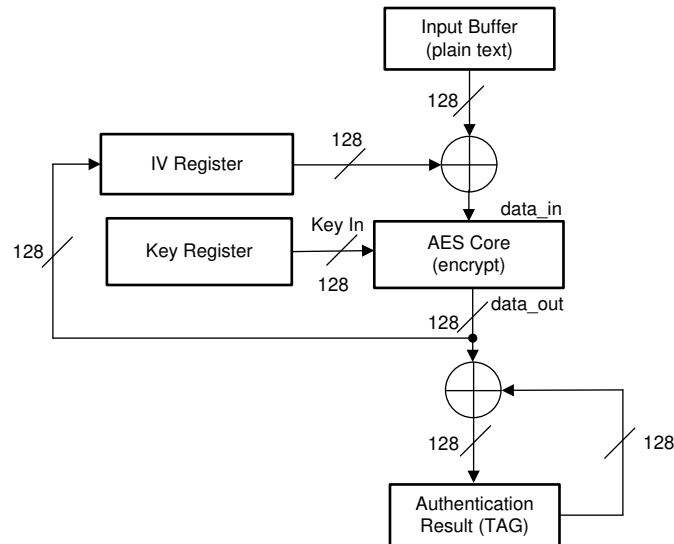 Input Buffer
(plain text)
128
128
IV Register
data_in
Key In
128
Key Register
AES Core
(encrypt)
128
data_out
128
128
128
Authentication
Result (TAG)